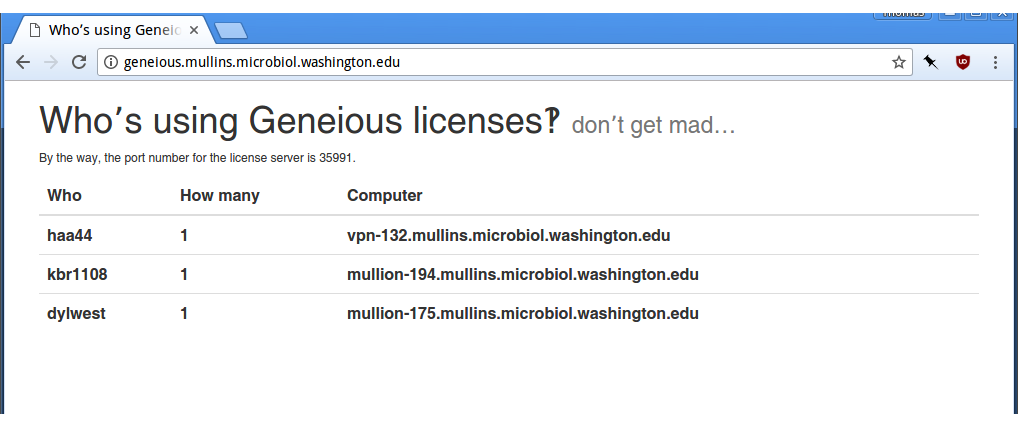 Thomas
Who’s using Geneic
geneious.mullins.microbiol.washington.edu
Who’s using Geneious licenses‽ don’t get mad…
By the way, the port number for the license server is 35991.
Who How many Computer
haa44 1 vpn-132.mullins.microbiol.washington.edu
kbr1108 1 mullion-194.mullins.microbiol.washington.edu
dylwest 1 mullion-175.mullins.microbiol.washington.edu